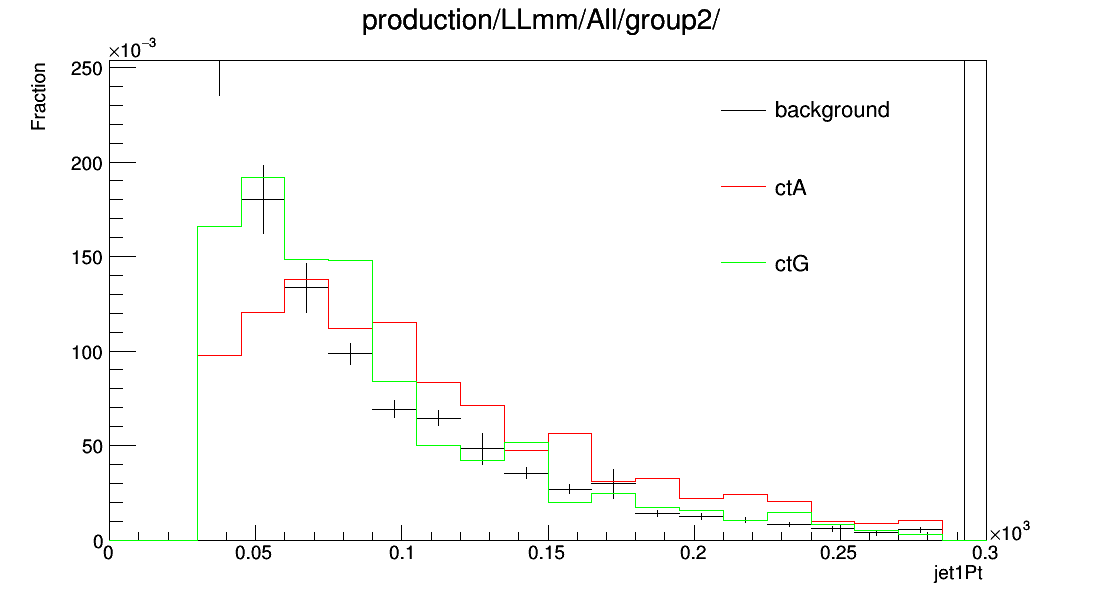 production/LLmm/All/group2/
×10⁻³
Fraction
250
200
150
100
50
0
background
ctA
ctG
0 0.05 0.1 0.15 0.2 0.25 0.3
×10³
jet1Pt